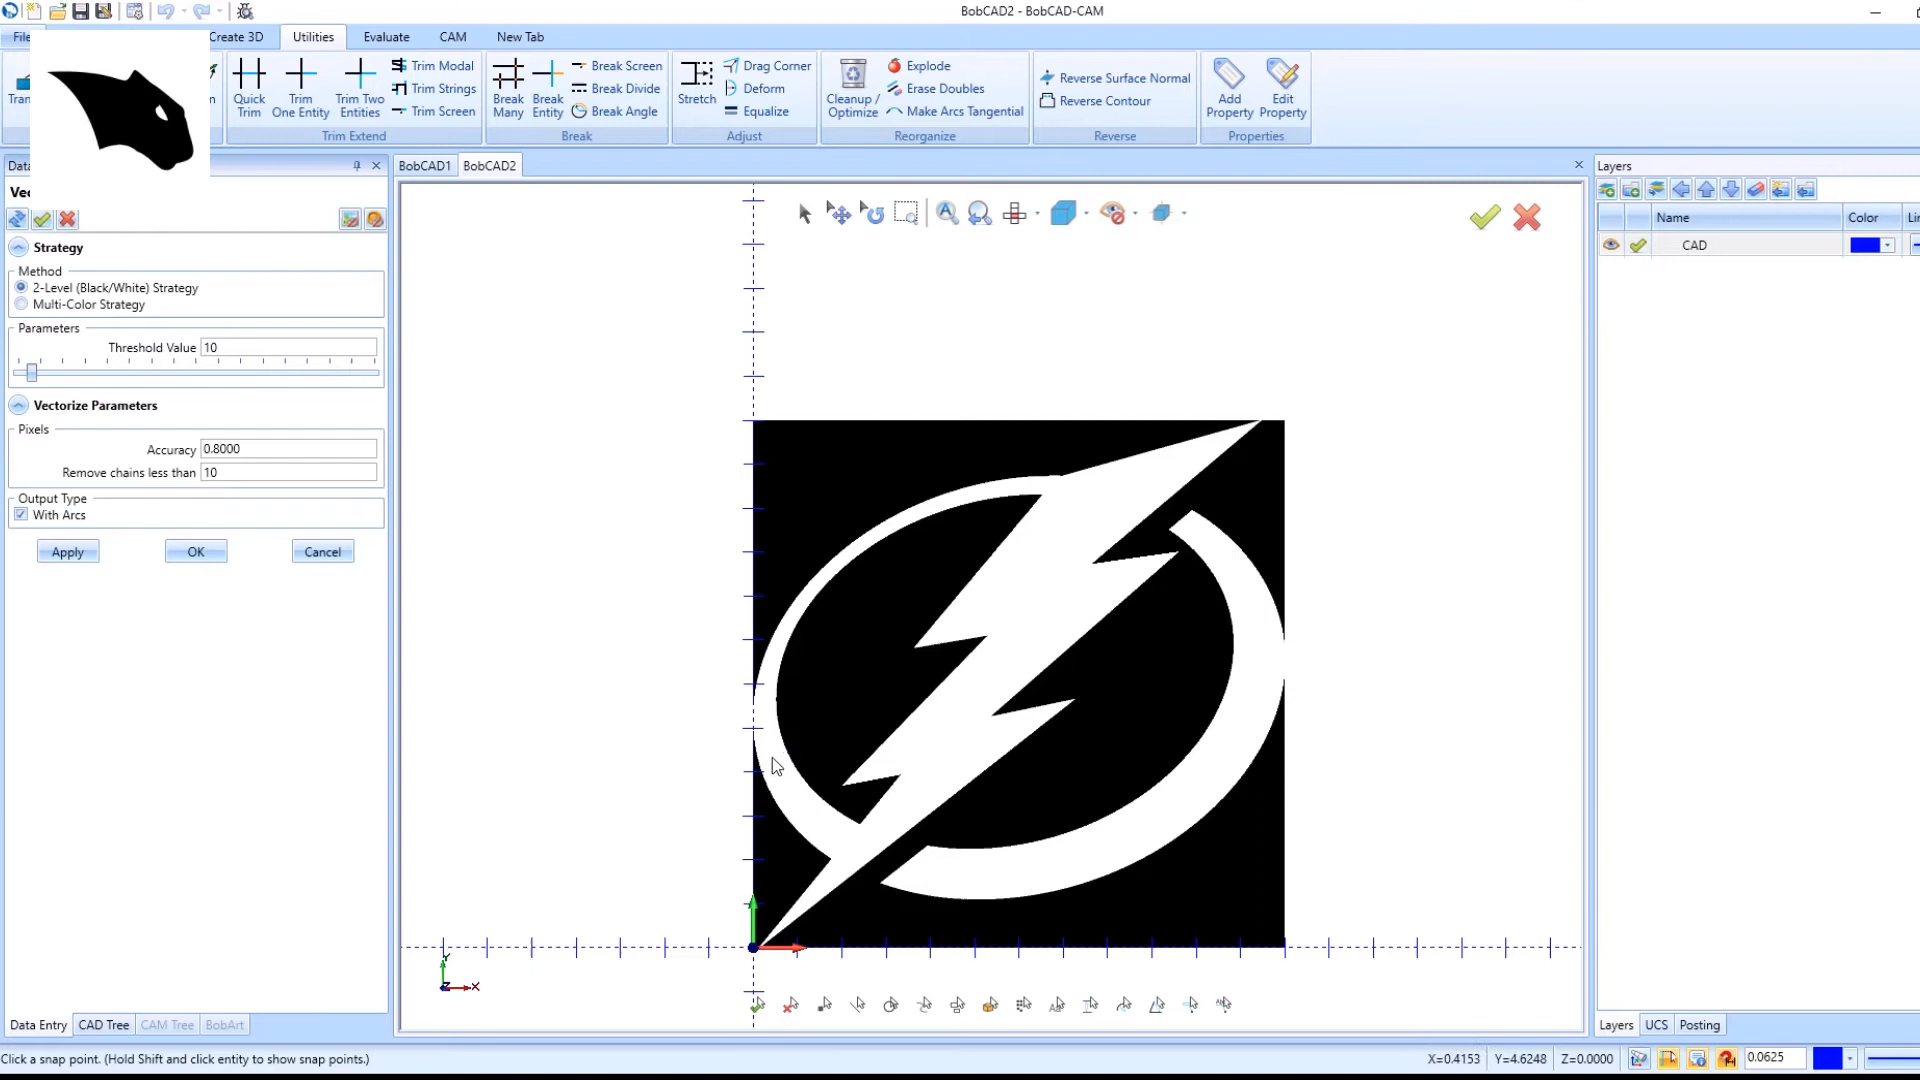 BobCAD2 - BobCAD-CAM
File
Create 3D
Utilities
Evaluate
CAM
New Tab
Quick Trim
Trim One Entity
Trim Two Entities
Trim Modal
Trim Strings
Trim Screen
Trim Extend
Break Many
Break Entity
Break Screen
Break Divide
Break Angle
Break
Stretch
Drag Corner
Deform
Equalize
Adjust
Cleanup / Optimize
Explode
Erase Doubles
Make Arcs Tangential
Reorganize
Reverse Surface Normal
Reverse Contour
Reverse
Add Property
Edit Property
Properties
BobCAD1
BobCAD2
Strategy
Method
2-Level (Black/White) Strategy
Multi-Color Strategy
Parameters
Threshold Value 10
Vectorize Parameters
Pixels
Accuracy 0.8000
Remove chains less than 10
Output Type
With Arcs
Apply
OK
Cancel
Y
Z
X
Layers
Name
Color
CAD
Data Entry
CAD Tree
CAM Tree
BobArt
Layers
UCS
Posting
Click a snap point. (Hold Shift and click entity to show snap points.)
X=0.4153
Y=4.6248
Z=0.0000
0.0625